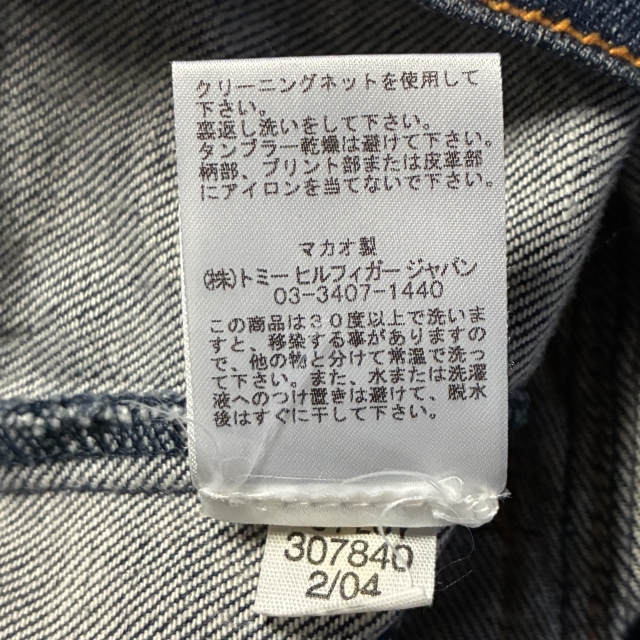 クリーニングネットを使用して
下さい。
裏返し洗いをして下さい。
タンブラー乾燥は避けて下さい。
柄部、プリント部または皮革部
にアイロンを当てないで下さい。
マカオ製
(株)トミー ヒルフィガー ジャパン
03-3407-1440
この商品は30度以上で洗いま
すと、移染する事がありますの
で、他の物と分けて常温で洗っ
て下さい。また、水または洗濯
液へのつけ置きは避けて、脱水
後はすぐに干して下さい。
307840
2/04